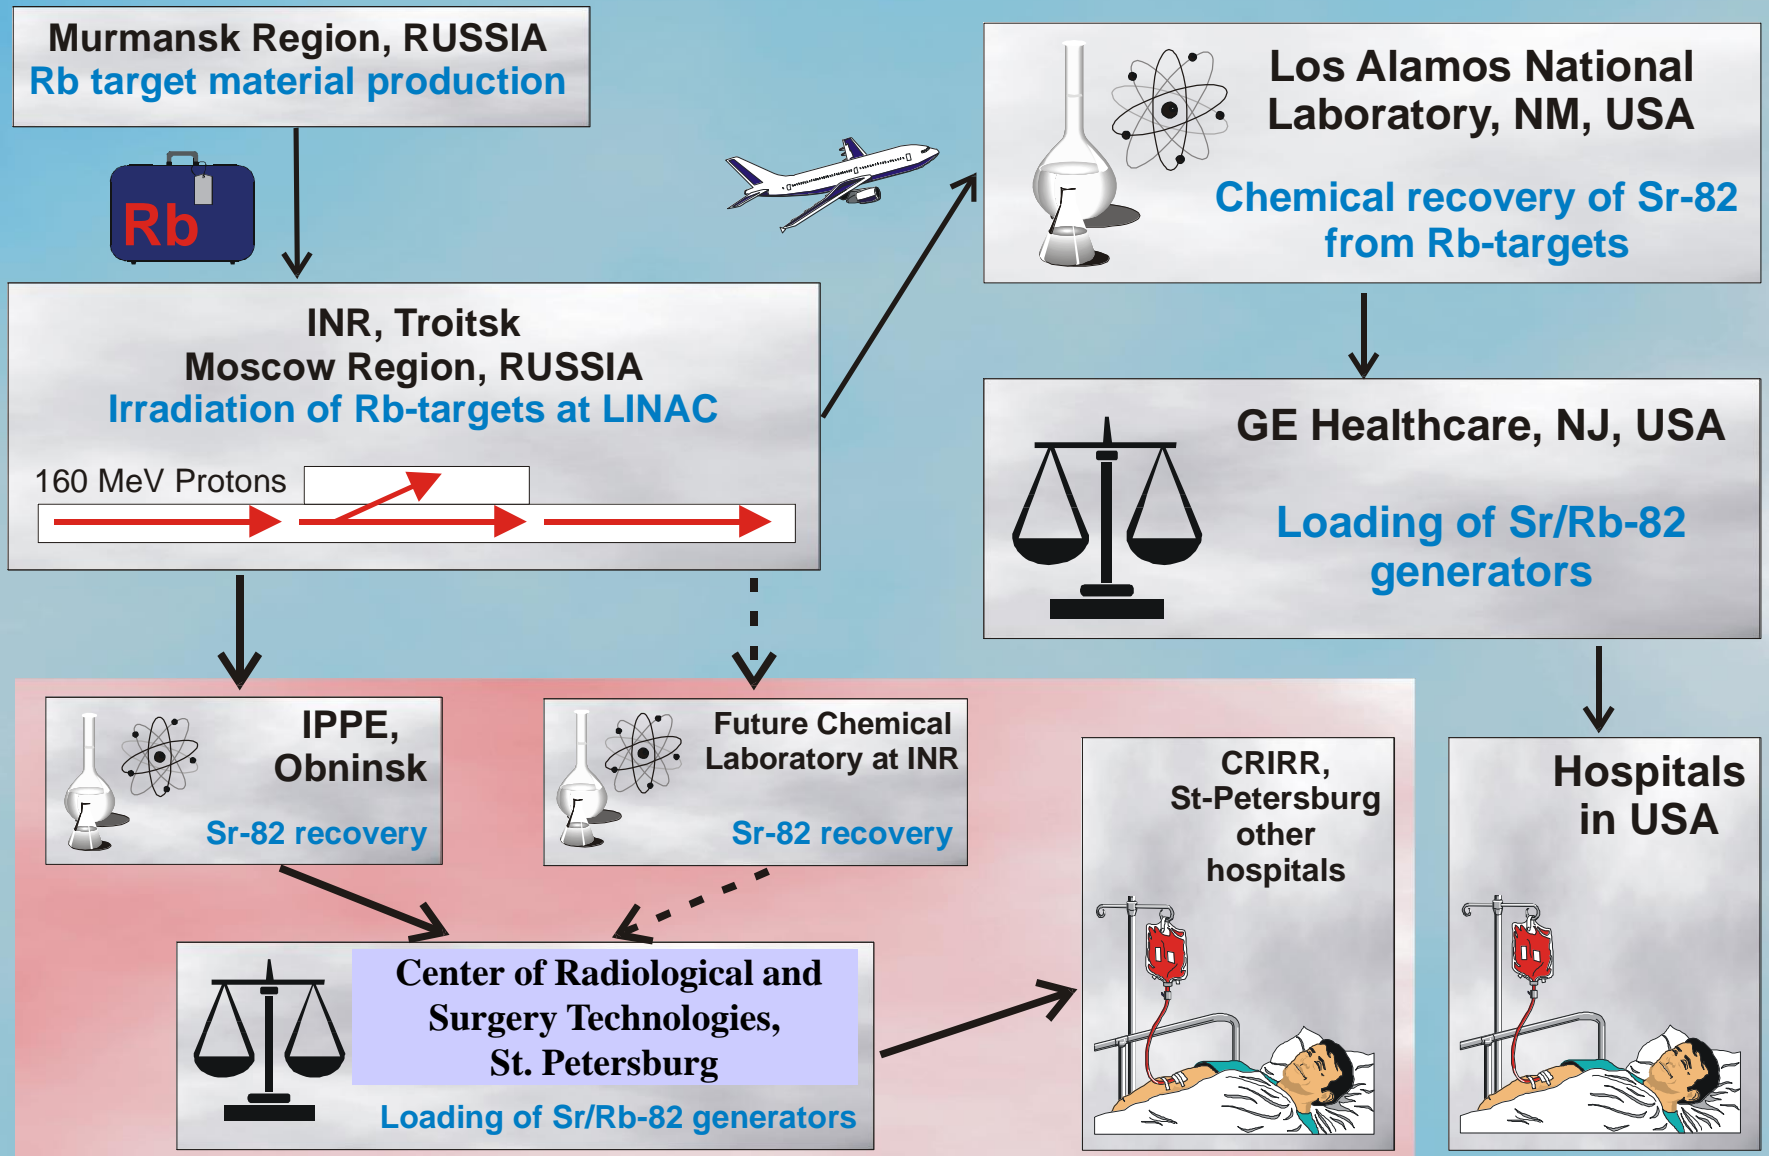 Murmansk Region, RUSSIA
Rb target material production
Rb
INR, Troitsk
Moscow Region, RUSSIA
Irradiation of Rb-targets at LINAC
160 MeV Protons
Los Alamos National
Laboratory, NM, USA
Chemical recovery of Sr-82
from Rb-targets
GE Healthcare, NJ, USA
Loading of Sr/Rb-82
generators
IPPE,
Obninsk
Sr-82 recovery
Future Chemical
Laboratory at INR
Sr-82 recovery
Center of Radiological and
Surgery Technologies,
St. Petersburg
Loading of Sr/Rb-82 generators
CRIRR,
St-Petersburg
other
hospitals
Hospitals
in USA